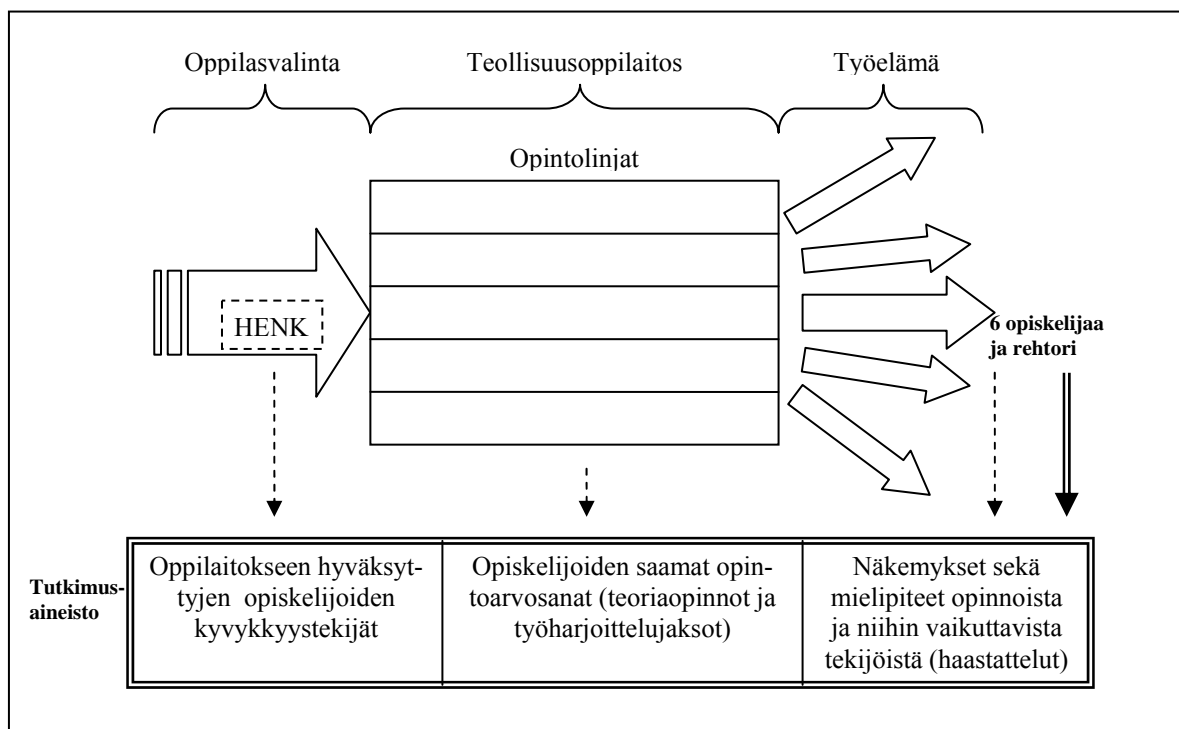 Oppilasvalinta
Teollisuusoppilaitos
Työelämä
Opintolinjat
HENK
6 opiskelijaa
ja rehtori
Tutkimus-
aineisto
Oppilaitokseen hyväksyt-
tyjen opiskelijoiden
kyvykkyystekijät
Opiskelijoiden saamat opin-
toarvosanat (teoriaopinnot ja
työharjoittelujaksot)
Näkemykset sekä
mielipiteet opinnoista
ja niihin vaikuttavista
tekijöistä (haastattelut)